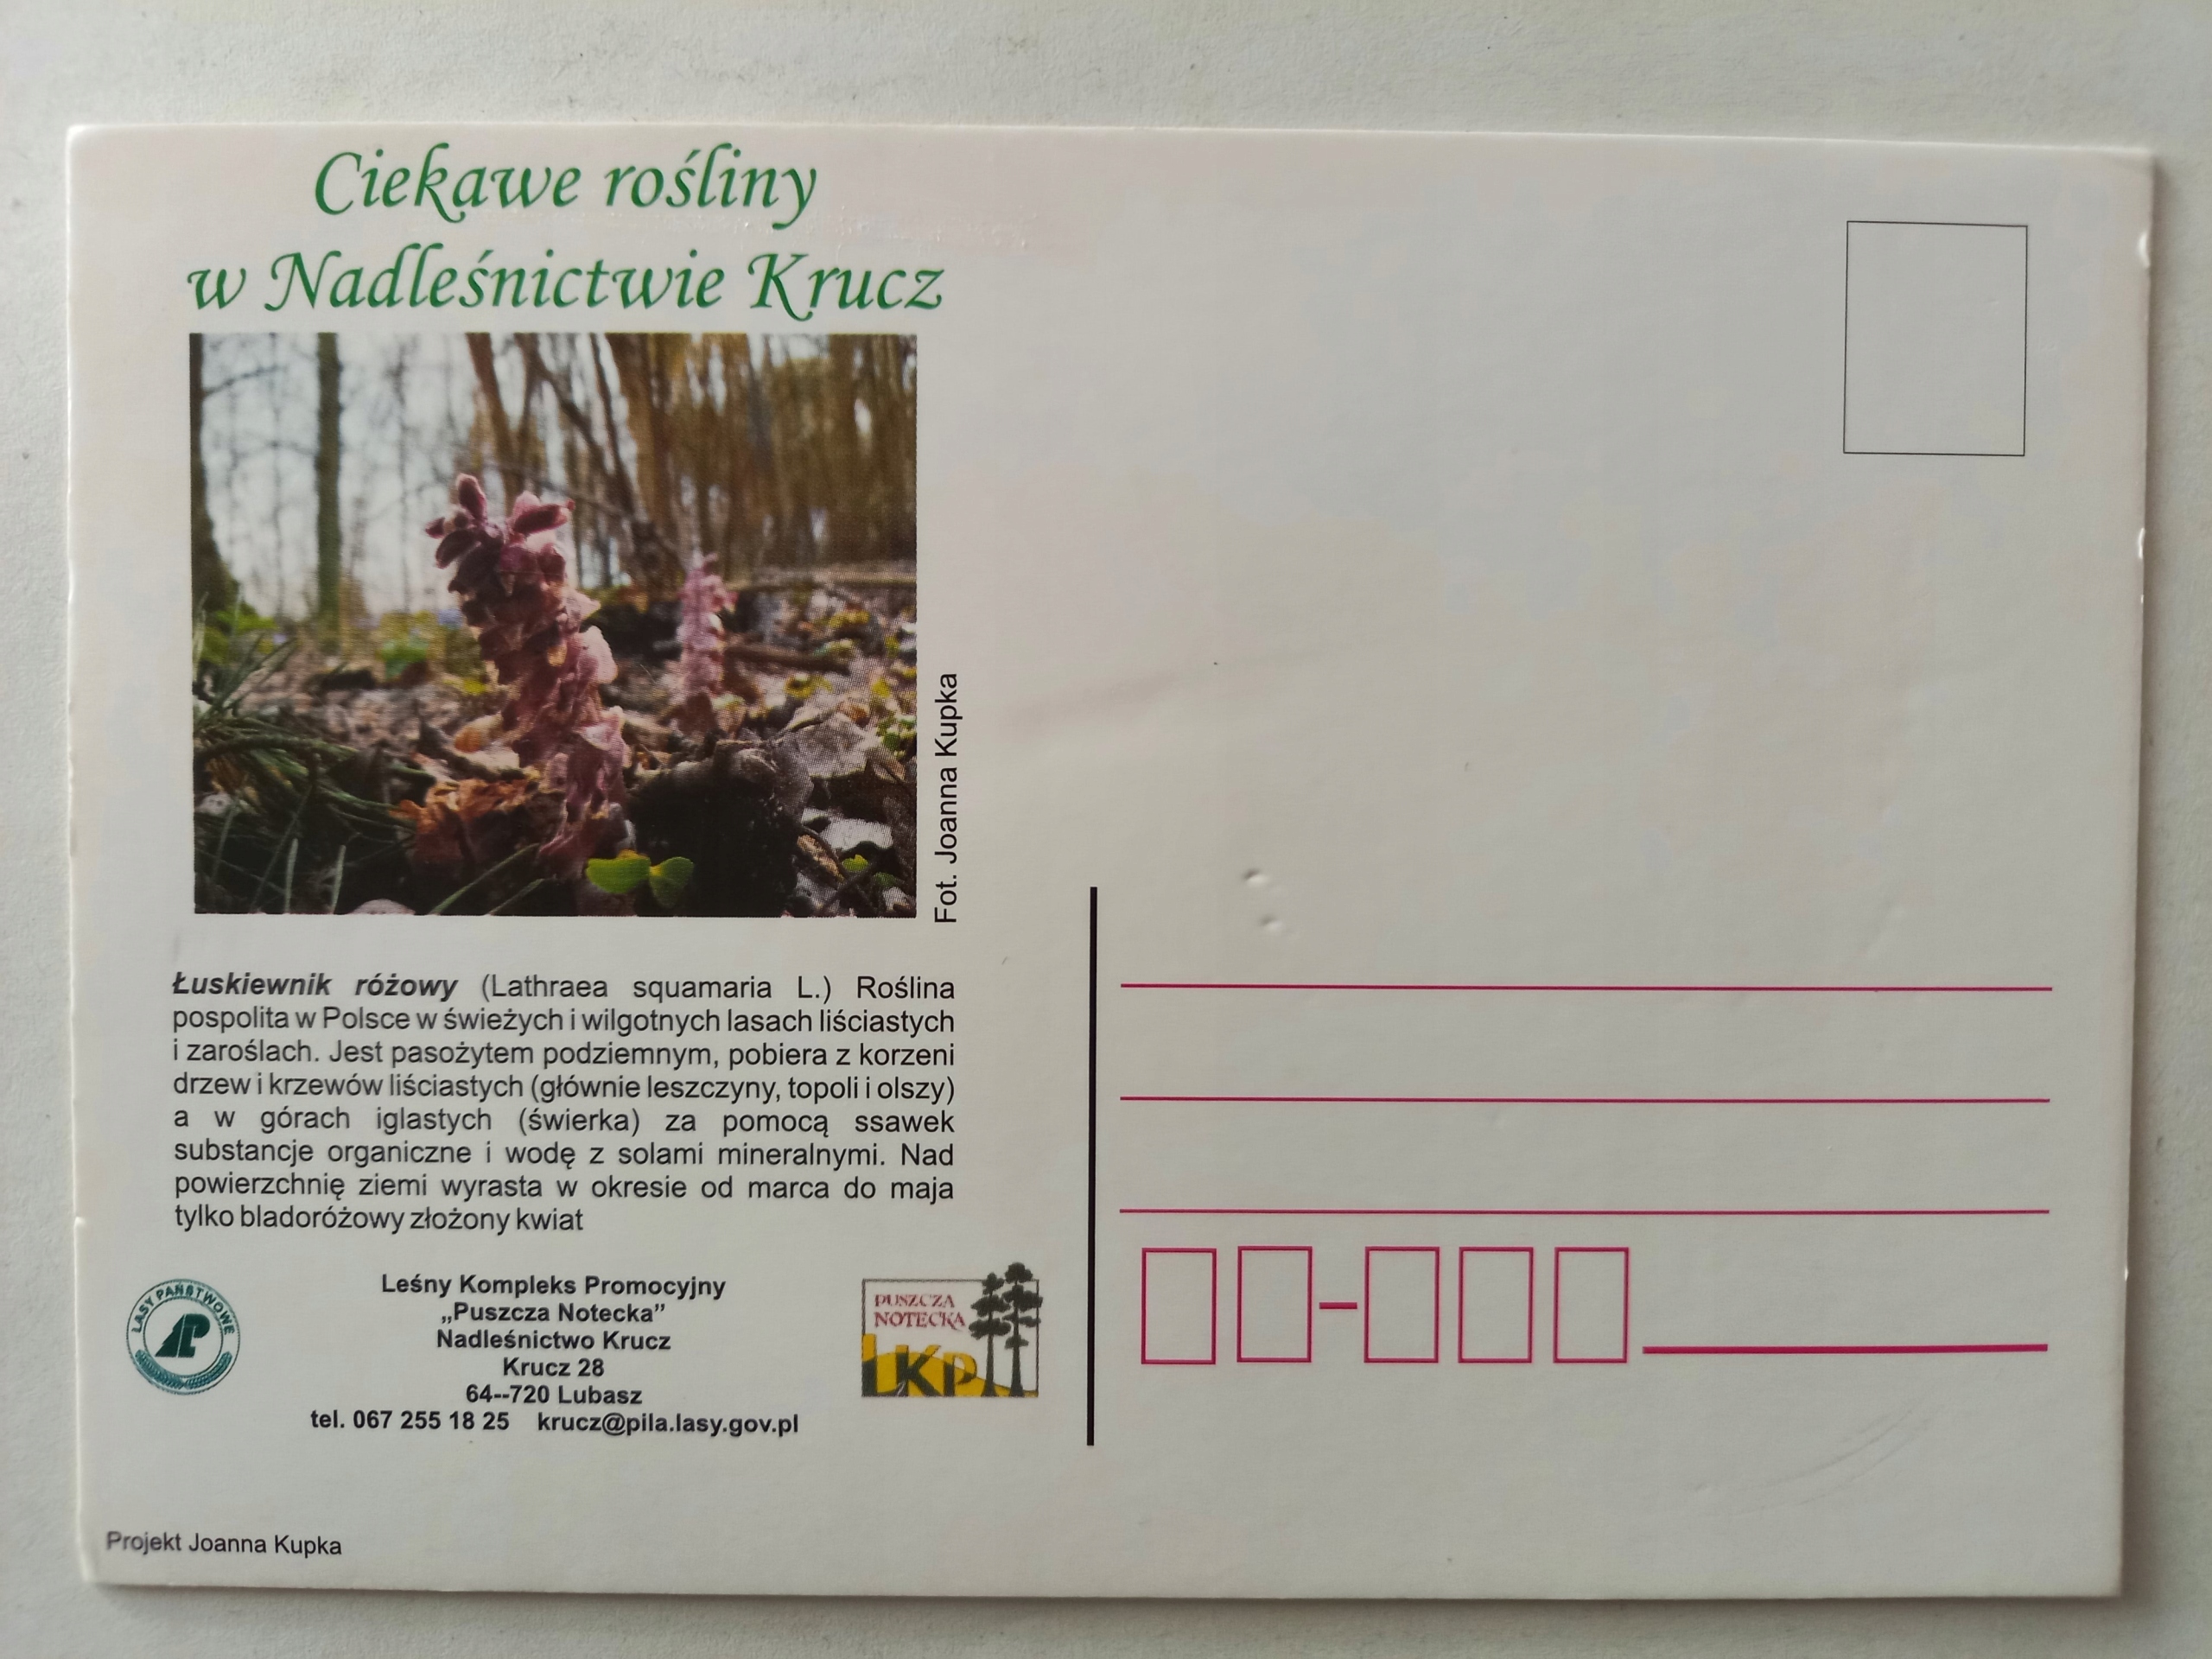 Ciekawe rośliny
w Nadleśnictwie Krucz
Fot. Joanna Kupka
Łuskiewnik różowy (Lathraea squamaria L.) Roślina
pospolita w Polsce w świeżych i wilgotnych lasach liściastych
i zaroślach. Jest pasożytem podziemnym, pobiera z korzeni
drzew i krzewów liściastych (głównie leszczyny, topoli i olszy)
a w górach iglastych (świerka) za pomocą ssawek
substancje organiczne i wodę z solami mineralnymi. Nad
powierzchnię ziemi wyrasta w okresie od marca do maja
tylko bladoróżowy złożony kwiat
LASY PAŃSTWOWE
Leśny Kompleks Promocyjny
„Puszcza Notecka”
Nadleśnictwo Krucz
Krucz 28
64--720 Lubasz
tel. 067 255 18 25 krucz@pila.lasy.gov.pl
PUSZCZA
NOTECKA
LKP
Projekt Joanna Kupka